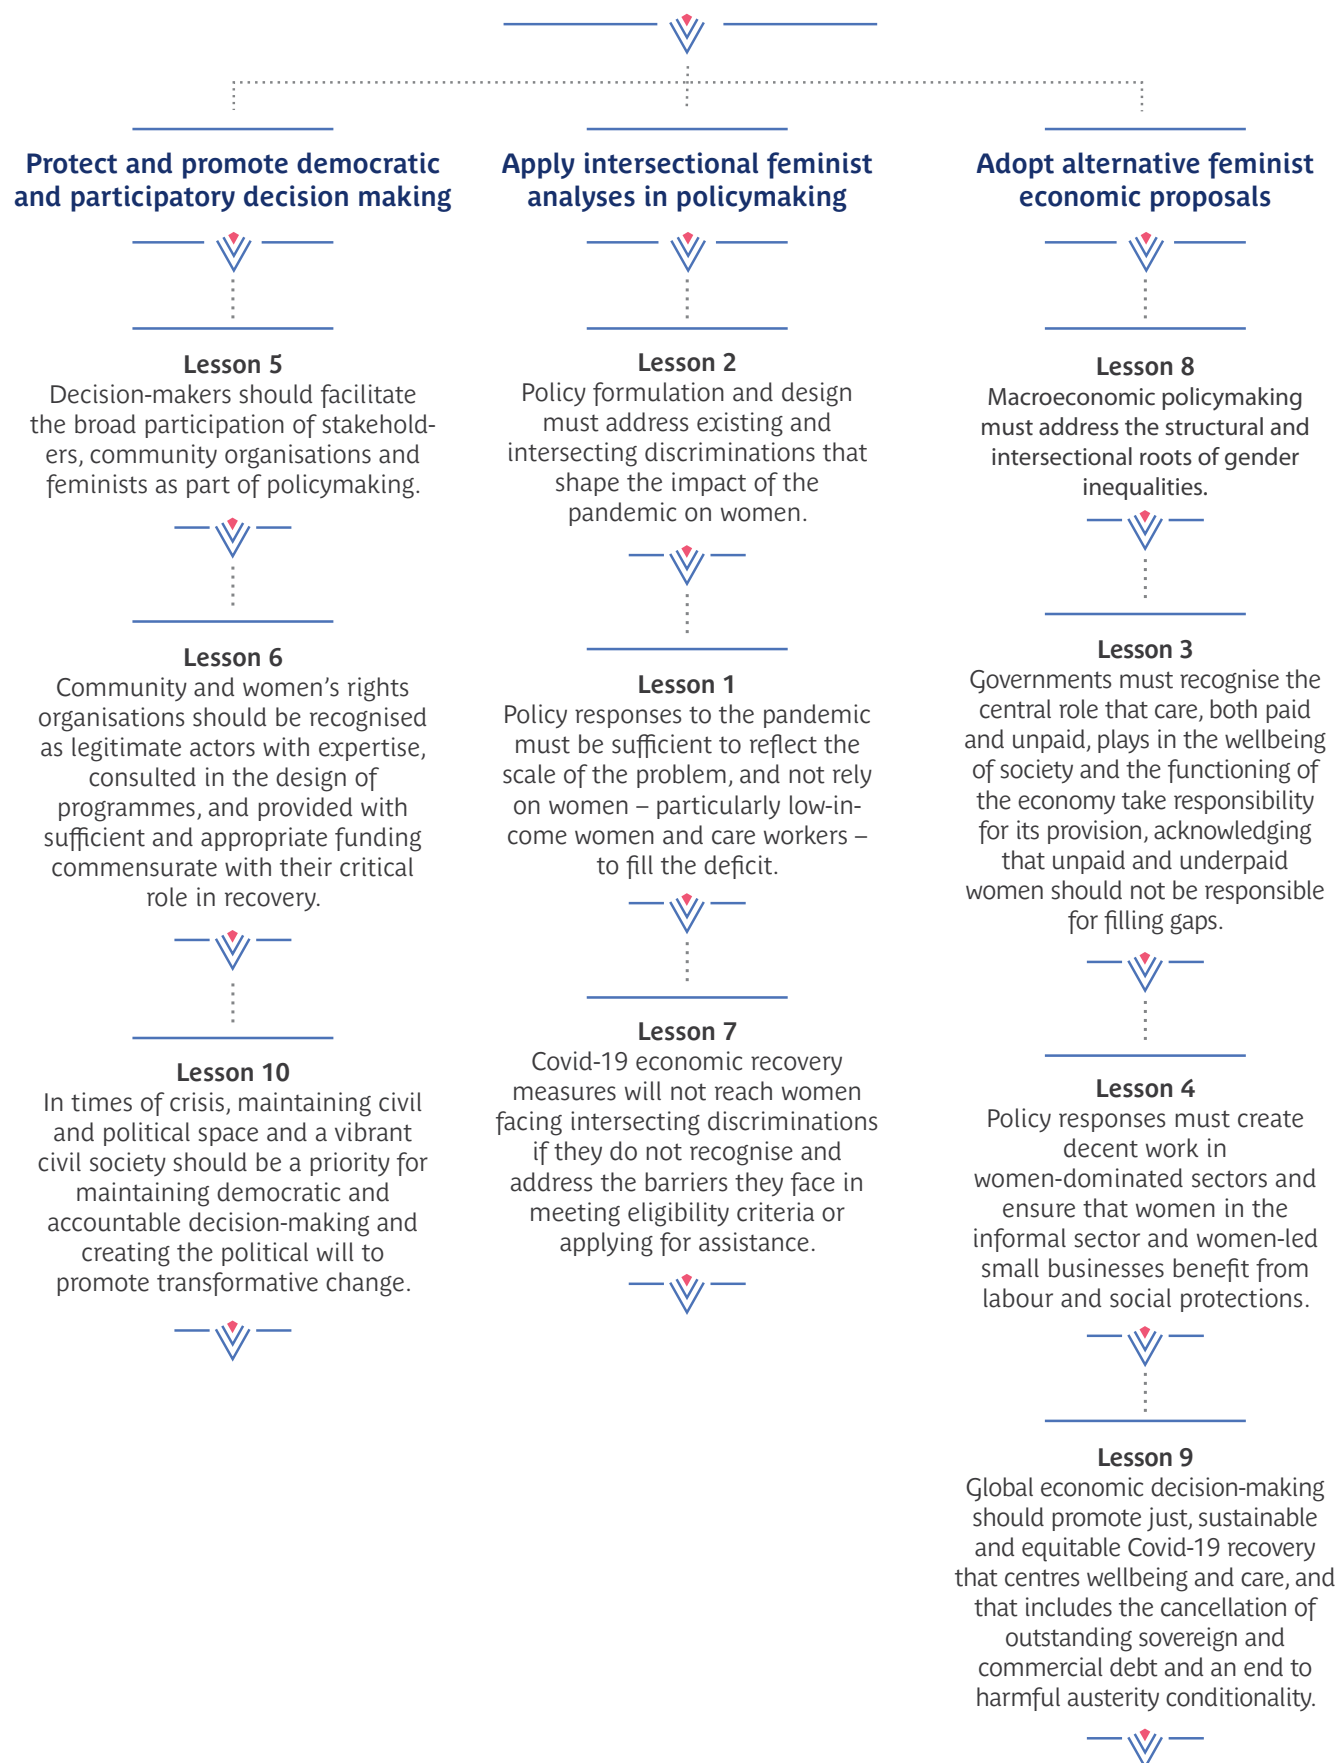 Protect and promote democratic
and participatory decision making
Lesson 5
Decision-makers should facilitate
the broad participation of stakehold-
ers, community organisations and
feminists as part of policymaking.
Lesson 6
Community and women’s rights
organisations should be recognised
as legitimate actors with expertise,
consulted in the design of
programmes, and provided with
sufficient and appropriate funding
commensurate with their critical
role in recovery.
Lesson 10
In times of crisis, maintaining civil
and political space and a vibrant
civil society should be a priority for
maintaining democratic and
accountable decision-making and
creating the political will to
promote transformative change.
Apply intersectional feminist
analyses in policymaking
Lesson 2
Policy formulation and design
must address existing and
intersecting discriminations that
shape the impact of the
pandemic on women.
Lesson 1
Policy responses to the pandemic
must be sufficient to reflect the
scale of the problem, and not rely
on women – particularly low-in-
come women and care workers –
to fill the deficit.
Lesson 7
Covid-19 economic recovery
measures will not reach women
facing intersecting discriminations
if they do not recognise and
address the barriers they face in
meeting eligibility criteria or
applying for assistance.
Adopt alternative feminist
economic proposals
Lesson 8
Macroeconomic policymaking
must address the structural and
intersectional roots of gender
inequalities.
Lesson 3
Governments must recognise the
central role that care, both paid
and unpaid, plays in the wellbeing
of society and the functioning of
the economy take responsibility
for its provision, acknowledging
that unpaid and underpaid
women should not be responsible
for filling gaps.
Lesson 4
Policy responses must create
decent work in
women-dominated sectors and
ensure that women in the
informal sector and women-led
small businesses benefit from
labour and social protections.
Lesson 9
Global economic decision-making
should promote just, sustainable
and equitable Covid-19 recovery
that centres wellbeing and care, and
that includes the cancellation of
outstanding sovereign and
commercial debt and an end to
harmful austerity conditionality.